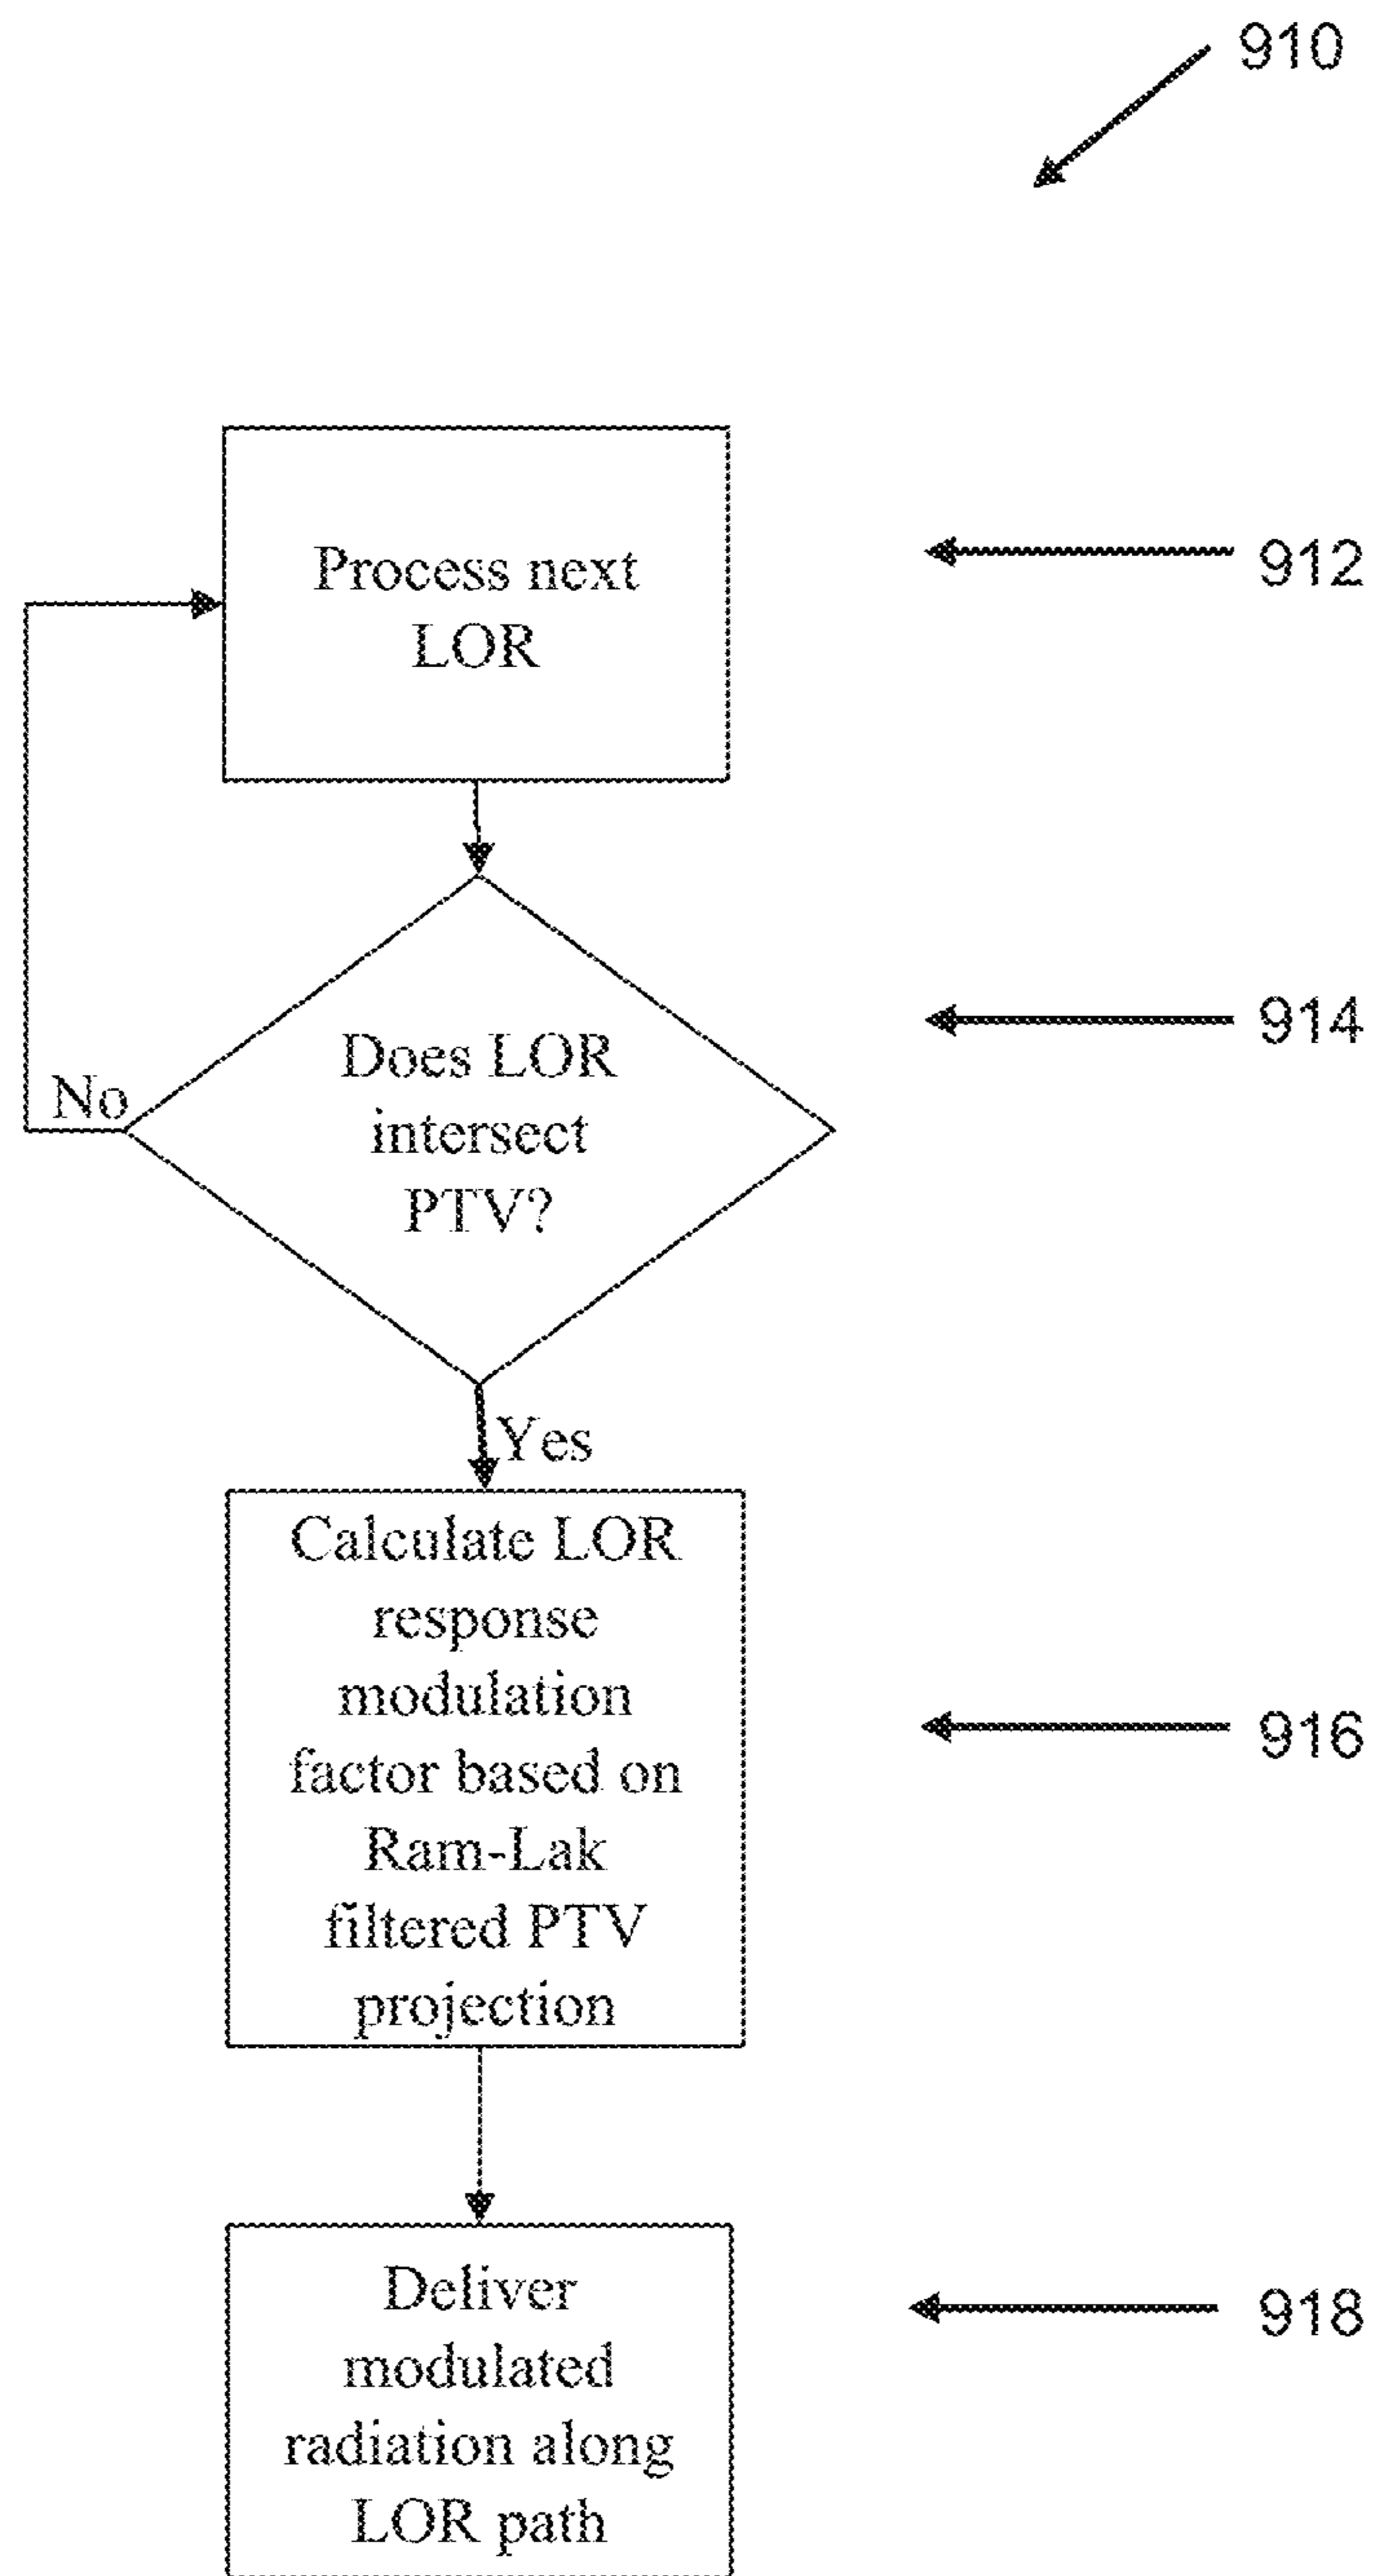 910
Process next
LOR
912
Does LOR
intersect
PTV?
914
No
Yes
Calculate LOR
response
modulation
factor based on
Ram-Lak
filtered PTV
projection
916
Deliver
modulated
radiation along
LOR path
918